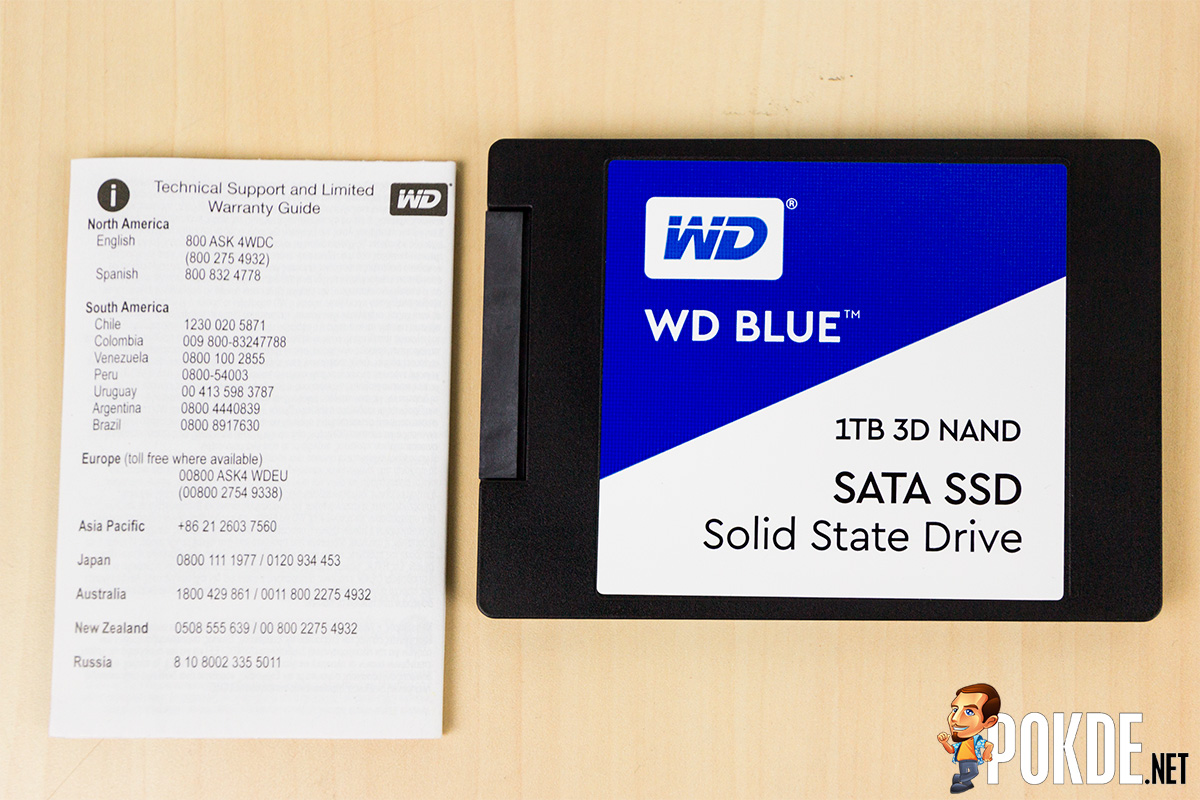 i
Technical Support and Limited
Warranty Guide
WD
North America
English 800 ASK 4WDC
(800 275 4932)
Spanish 800 832 4778
South America
Chile 1230 020 5871
Colombia 009 800-83247788
Venezuela 0800 100 2855
Peru 0800-54003
Uruguay 00 413 598 3787
Argentina 0800 4440839
Brazil 0800 8917630
Europe (toll free where available)
00800 ASK4 WDEU
(00800 2754 9338)
Asia Pacific +86 21 2603 7560
Japan 0800 111 1977 / 0120 934 453
Australia 1800 429 861 / 0011 800 2275 4932
New Zealand 0508 555 639 / 00 800 2275 4932
Russia 8 10 8002 335 5011
WD®
WD BLUE™
1TB 3D NAND
SATA SSD
Solid State Drive
POKDE.NET